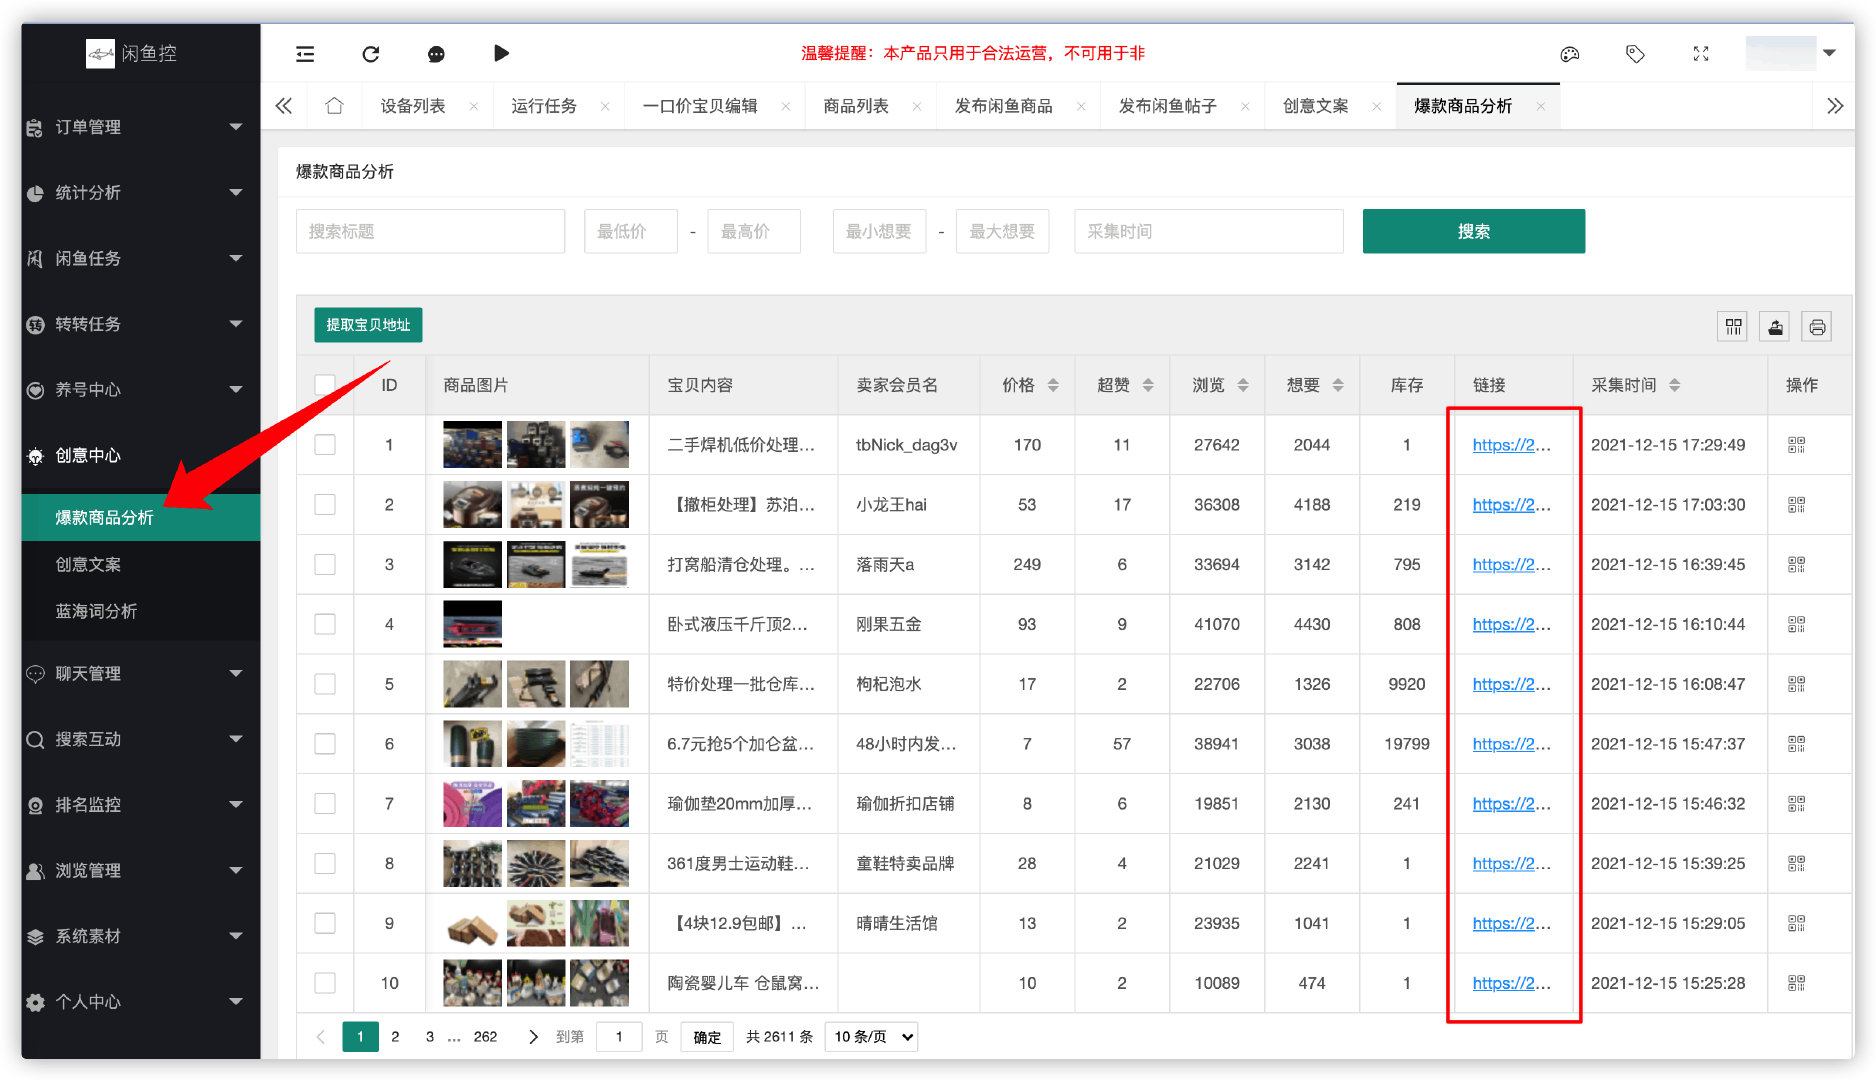 闲鱼控
温馨提醒：本产品只用于合法运营，不可用于非
订单管理
统计分析
闲鱼任务
转转任务
养号中心
创意中心
爆款商品分析
创意文案
蓝海词分析
聊天管理
搜索互动
排名监控
浏览管理
系统素材
个人中心
设备列表 运行任务 一口价宝贝编辑 商品列表 发布闲鱼商品 发布闲鱼帖子 创意文案 爆款商品分析
爆款商品分析
搜索标题 最低价 - 最高价 最小想要 - 最大想要 采集时间 搜索
提取宝贝地址
ID 商品图片 宝贝内容 卖家会员名 价格 超赞 浏览 想要 库存 链接 采集时间 操作
1 二手焊机低价处理... tbNick_dag3v 170 11 27642 2044 1 https://2... 2021-12-15 17:29:49
2 【撤柜处理】苏泊... 小龙王hai 53 17 36308 4188 219 https://2... 2021-12-15 17:03:30
3 打窝船清仓处理。... 落雨天a 249 6 33694 3142 795 https://2... 2021-12-15 16:39:45
4 卧式液压千斤顶2... 刚果五金 93 9 41070 4430 808 https://2... 2021-12-15 16:10:44
5 特价处理一批仓库... 枸杞泡水 17 2 22706 1326 9920 https://2... 2021-12-15 16:08:47
6 6.7元抢5个加仑盆... 48小时内发... 7 57 38941 3038 19799 https://2... 2021-12-15 15:47:37
7 瑜伽垫20mm加厚... 瑜伽折扣店铺 8 6 19851 2130 241 https://2... 2021-12-15 15:46:32
8 361度男士运动鞋... 童鞋特卖品牌 28 4 21029 2241 1 https://2... 2021-12-15 15:39:25
9 【4块12.9包邮】... 晴晴生活馆 13 2 23935 1041 1 https://2... 2021-12-15 15:29:05
10 陶瓷婴儿车 仓鼠窝... 10 2 10089 474 1 https://2... 2021-12-15 15:25:28
1 2 3 ... 262 到第 1 页 确定 共 2611 条 10 条/页